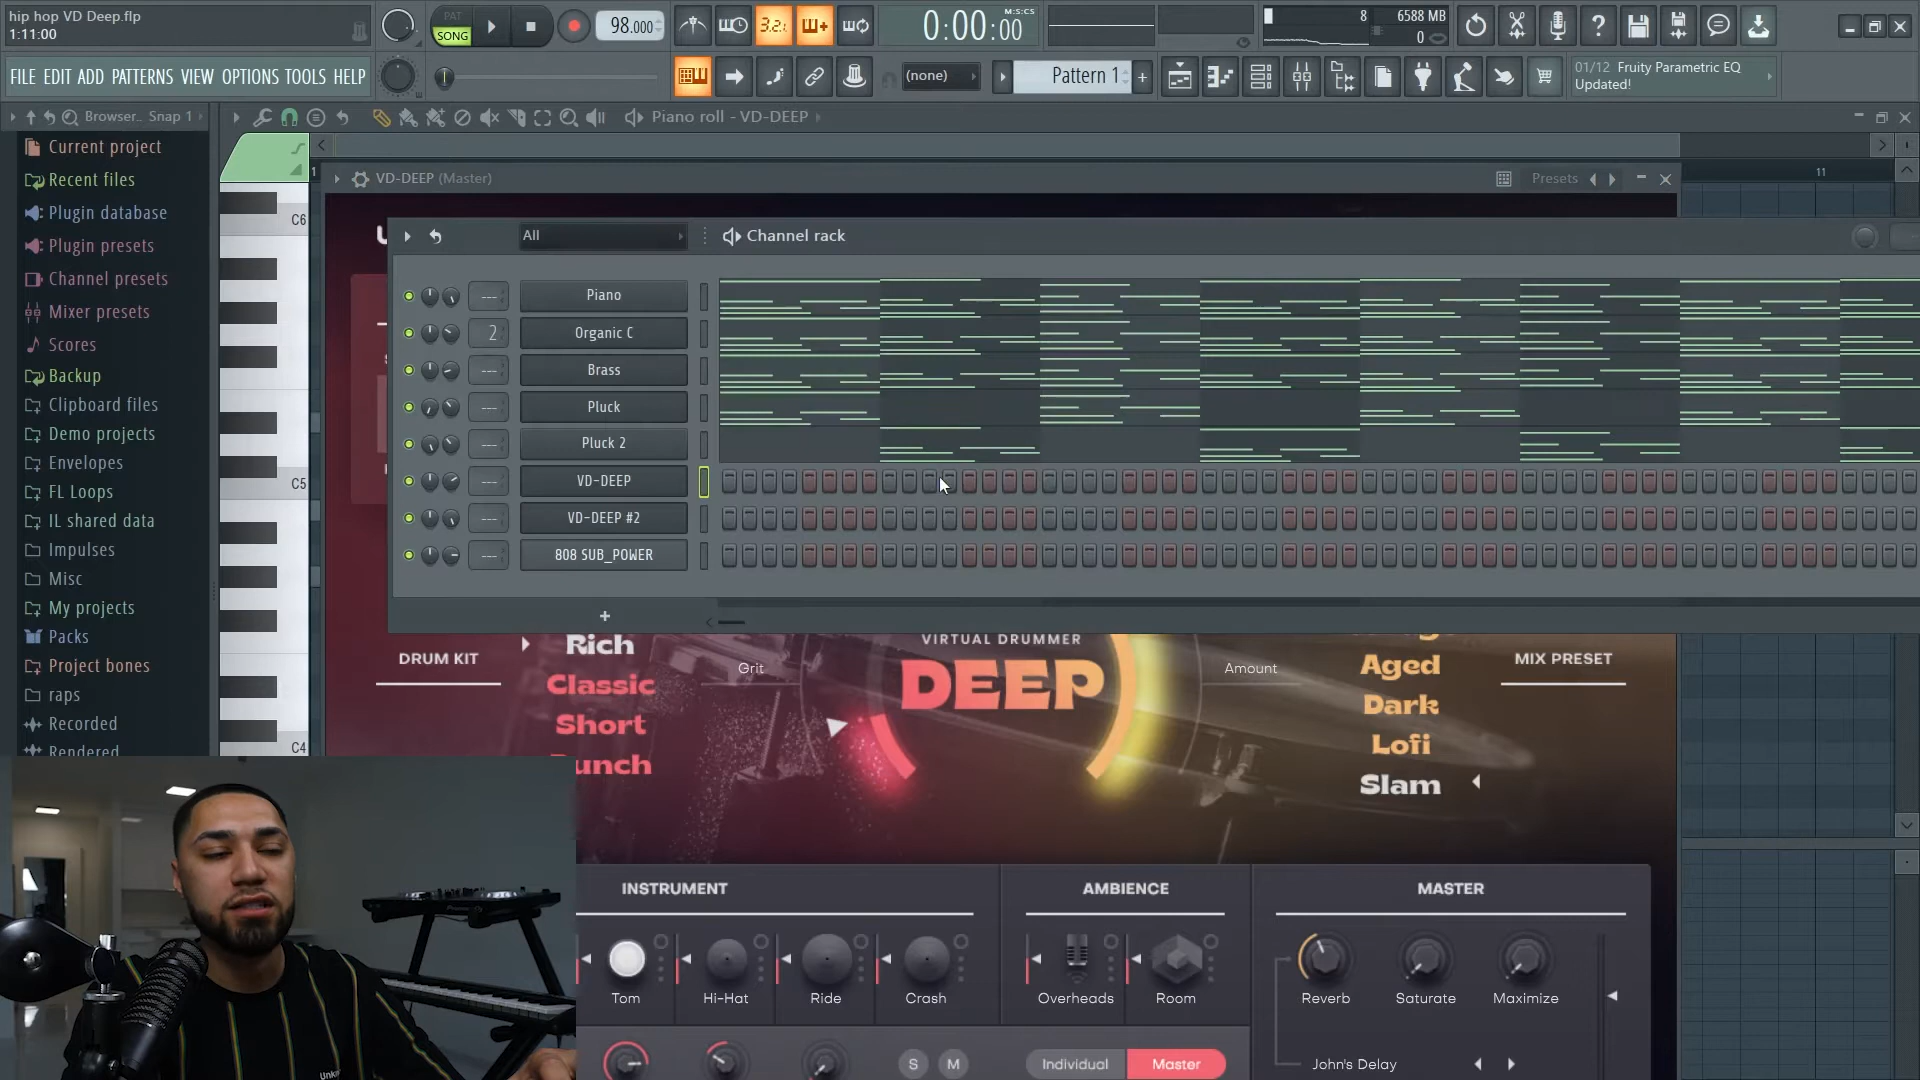 hip hop VD Deep.flp
1:11:00
PAT
SONG
98.000
3.2.1
0:00:00
M:S:CS
8
6588 MB
0
FILE EDIT ADD PATTERNS VIEW OPTIONS TOOLS HELP
(none)
Pattern 1
+
01/12 Fruity Parametric EQ
Updated!
Browser.. Snap 1
Piano roll - VD-DEEP
Current project
Recent files
Plugin database
Plugin presets
Channel presets
Mixer presets
Scores
Backup
Clipboard files
Demo projects
Envelopes
FL Loops
IL shared data
Impulses
Misc
My projects
Packs
Project bones
raps
Recorded
Rendered
C6
C5
C4
1
11
VD-DEEP (Master)
Presets
All
Channel rack
Piano
2
Organic C
Brass
Pluck
Pluck 2
VD-DEEP
VD-DEEP #2
808 SUB_POWER
+
DRUM KIT
Rich
Classic
Short
Grit
VIRTUAL DRUMMER
DEEP
Amount
Aged
Dark
Lofi
Slam
MIX PRESET
INSTRUMENT
AMBIENCE
MASTER
Tom
Hi-Hat
Ride
Crash
Overheads
Room
Reverb
Saturate
Maximize
S
M
Individual
Master
John's Delay